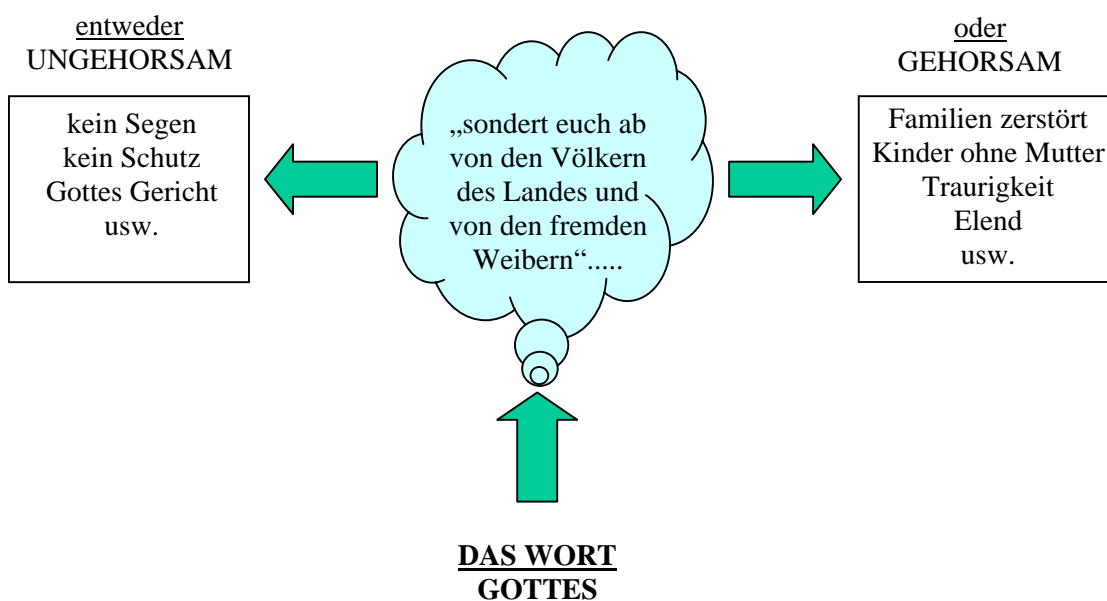 entweder
UNGEHORSAM
kein Segen
kein Schutz
Gottes Gericht
usw.
„sondert euch ab
von den Völkern
des Landes und
von den fremden
Weibern“.....
oder
GEHORSAM
Familien zerstört
Kinder ohne Mutter
Traurigkeit
Elend
usw.
DAS WORT
GOTTES